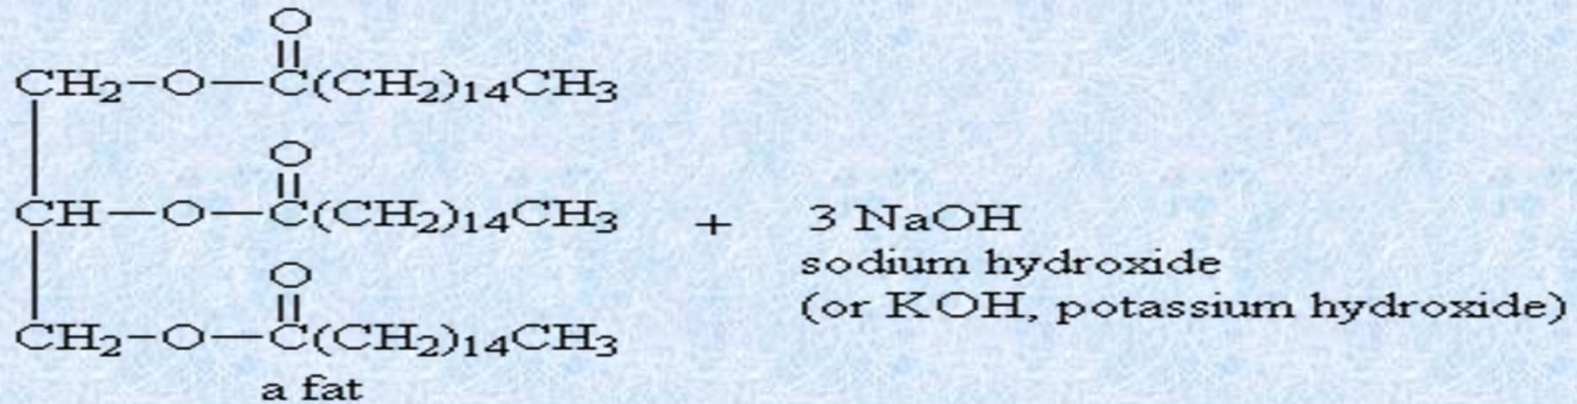 O
CH₂-O-C(CH₂)₁₄CH₃
O
CH-O-C(CH₂)₁₄CH₃ + 3 NaOH
sodium hydroxide
O
(or KOH, potassium hydroxide)
CH₂-O-C(CH₂)₁₄CH₃
a fat